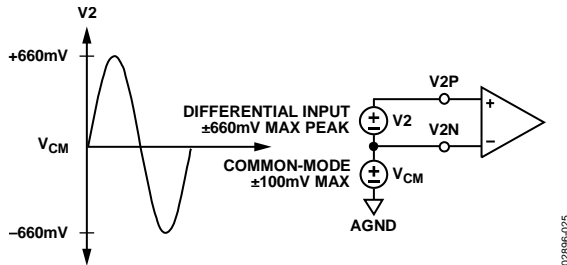 V2
+660mV
VCM
–660mV
DIFFERENTIAL INPUT
±660mV MAX PEAK
COMMON-MODE
±100mV MAX
V2
VCM
AGND
V2P
V2N
+
–
+
–
+
–
02896-025